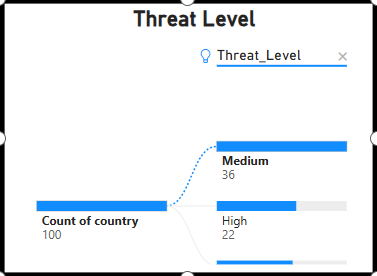 Threat Level
Threat_Level
Medium
36
Count of country
100
High
22